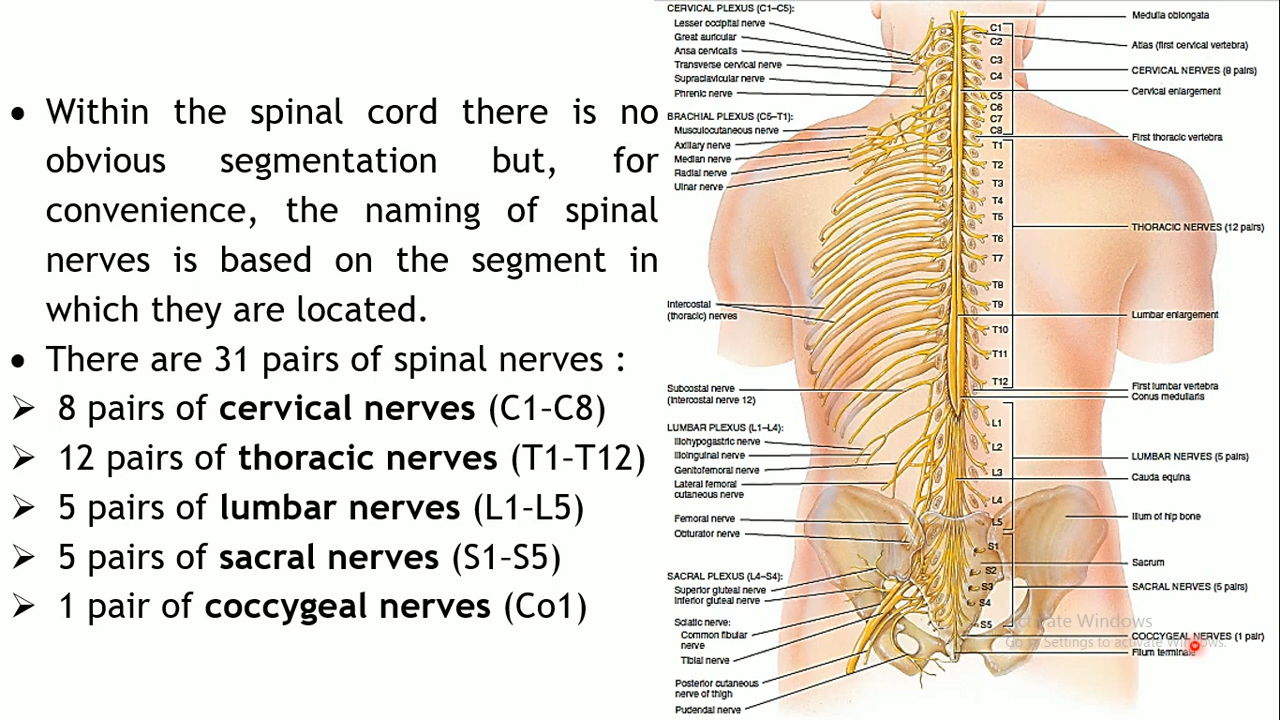 • Within the spinal cord there is no
obvious segmentation but, for
convenience, the naming of spinal
nerves is based on the segment in
which they are located.
• There are 31 pairs of spinal nerves :
➢ 8 pairs of cervical nerves (C1–C8)
➢ 12 pairs of thoracic nerves (T1–T12)
➢ 5 pairs of lumbar nerves (L1–L5)
➢ 5 pairs of sacral nerves (S1–S5)
➢ 1 pair of coccygeal nerves (Co1)
CERVICAL PLEXUS (C1–C5):
Lesser occipital nerve
Great auricular
Ansa cervicalis
Transverse cervical nerve
Supraclavicular nerve
Phrenic nerve
BRACHIAL PLEXUS (C5–T1):
Musculocutaneous nerve
Axillary nerve
Median nerve
Radial nerve
Ulnar nerve
Intercostal
(thoracic) nerves
Subcostal nerve
(intercostal nerve 12)
LUMBAR PLEXUS (L1–L4):
Iliohypogastric nerve
Ilioinguinal nerve
Genitofemoral nerve
Lateral femoral
cutaneous nerve
Femoral nerve
Obturator nerve
SACRAL PLEXUS (L4–S4):
Superior gluteal nerve
Inferior gluteal nerve
Sciatic nerve:
Common fibular
nerve
Tibial nerve
Posterior cutaneous
nerve of thigh
Pudendal nerve
C1
C2
C3
C4
C5
C6
C7
C8
T1
T2
T3
T4
T5
T6
T7
T8
T9
T10
T11
T12
L1
L2
L3
L4
L5
S1
S2
S3
S4
S5
Medulla oblongata
Atlas (first cervical vertebra)
CERVICAL NERVES (8 pairs)
Cervical enlargement
First thoracic vertebra
THORACIC NERVES (12 pairs)
Lumbar enlargement
First lumbar vertebra
Conus medullaris
LUMBAR NERVES (5 pairs)
Cauda equina
Ilium of hip bone
Sacrum
SACRAL NERVES (5 pairs)
Activate Windows
Go to Settings to activate Windows.
COCCYGEAL NERVES (1 pair)
Filum terminale